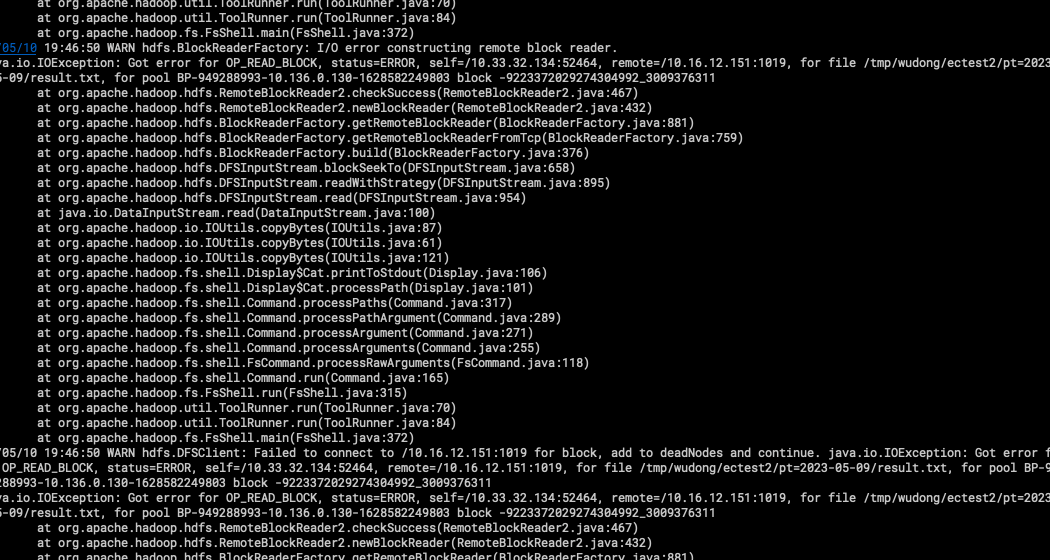 at org.apache.hadoop.util.ToolRunner.run(ToolRunner.java:70)
at org.apache.hadoop.util.ToolRunner.run(ToolRunner.java:84)
at org.apache.hadoop.fs.FsShell.main(FsShell.java:372)
/05/10 19:46:50 WARN hdfs.BlockReaderFactory: I/O error constructing remote block reader.
va.io.IOException: Got error for OP_READ_BLOCK, status=ERROR, self=/10.33.32.134:52464, remote=/10.16.12.151:1019, for file /tmp/wudong/ectest2/pt=2023
5-09/result.txt, for pool BP-949288993-10.136.0.130-1628582249803 block -9223372029274304992_3009376311
at org.apache.hadoop.hdfs.RemoteBlockReader2.checkSuccess(RemoteBlockReader2.java:467)
at org.apache.hadoop.hdfs.RemoteBlockReader2.newBlockReader(RemoteBlockReader2.java:432)
at org.apache.hadoop.hdfs.BlockReaderFactory.getRemoteBlockReader(BlockReaderFactory.java:881)
at org.apache.hadoop.hdfs.BlockReaderFactory.getRemoteBlockReaderFromTcp(BlockReaderFactory.java:759)
at org.apache.hadoop.hdfs.BlockReaderFactory.build(BlockReaderFactory.java:376)
at org.apache.hadoop.hdfs.DFSInputStream.blockSeekTo(DFSInputStream.java:658)
at org.apache.hadoop.hdfs.DFSInputStream.readWithStrategy(DFSInputStream.java:895)
at org.apache.hadoop.hdfs.DFSInputStream.read(DFSInputStream.java:954)
at java.io.DataInputStream.read(DataInputStream.java:100)
at org.apache.hadoop.io.IOUtils.copyBytes(IOUtils.java:87)
at org.apache.hadoop.io.IOUtils.copyBytes(IOUtils.java:61)
at org.apache.hadoop.io.IOUtils.copyBytes(IOUtils.java:121)
at org.apache.hadoop.fs.shell.Display$Cat.printToStdout(Display.java:106)
at org.apache.hadoop.fs.shell.Display$Cat.processPath(Display.java:101)
at org.apache.hadoop.fs.shell.Command.processPaths(Command.java:317)
at org.apache.hadoop.fs.shell.Command.processPathArgument(Command.java:289)
at org.apache.hadoop.fs.shell.Command.processArgument(Command.java:271)
at org.apache.hadoop.fs.shell.Command.processArguments(Command.java:255)
at org.apache.hadoop.fs.shell.FsCommand.processRawArguments(FsCommand.java:118)
at org.apache.hadoop.fs.shell.Command.run(Command.java:165)
at org.apache.hadoop.fs.FsShell.run(FsShell.java:315)
at org.apache.hadoop.util.ToolRunner.run(ToolRunner.java:70)
at org.apache.hadoop.util.ToolRunner.run(ToolRunner.java:84)
at org.apache.hadoop.fs.FsShell.main(FsShell.java:372)
/05/10 19:46:50 WARN hdfs.DFSClient: Failed to connect to /10.16.12.151:1019 for block, add to deadNodes and continue. java.io.IOException: Got error f
OP_READ_BLOCK, status=ERROR, self=/10.33.32.134:52464, remote=/10.16.12.151:1019, for file /tmp/wudong/ectest2/pt=2023-05-09/result.txt, for pool BP-9
288993-10.136.0.130-1628582249803 block -9223372029274304992_3009376311
va.io.IOException: Got error for OP_READ_BLOCK, status=ERROR, self=/10.33.32.134:52464, remote=/10.16.12.151:1019, for file /tmp/wudong/ectest2/pt=2023
5-09/result.txt, for pool BP-949288993-10.136.0.130-1628582249803 block -9223372029274304992_3009376311
at org.apache.hadoop.hdfs.RemoteBlockReader2.checkSuccess(RemoteBlockReader2.java:467)
at org.apache.hadoop.hdfs.RemoteBlockReader2.newBlockReader(RemoteBlockReader2.java:432)
at org.apache.hadoop.hdfs.BlockReaderFactory.getRemoteBlockReader(BlockReaderFactory.java:881)